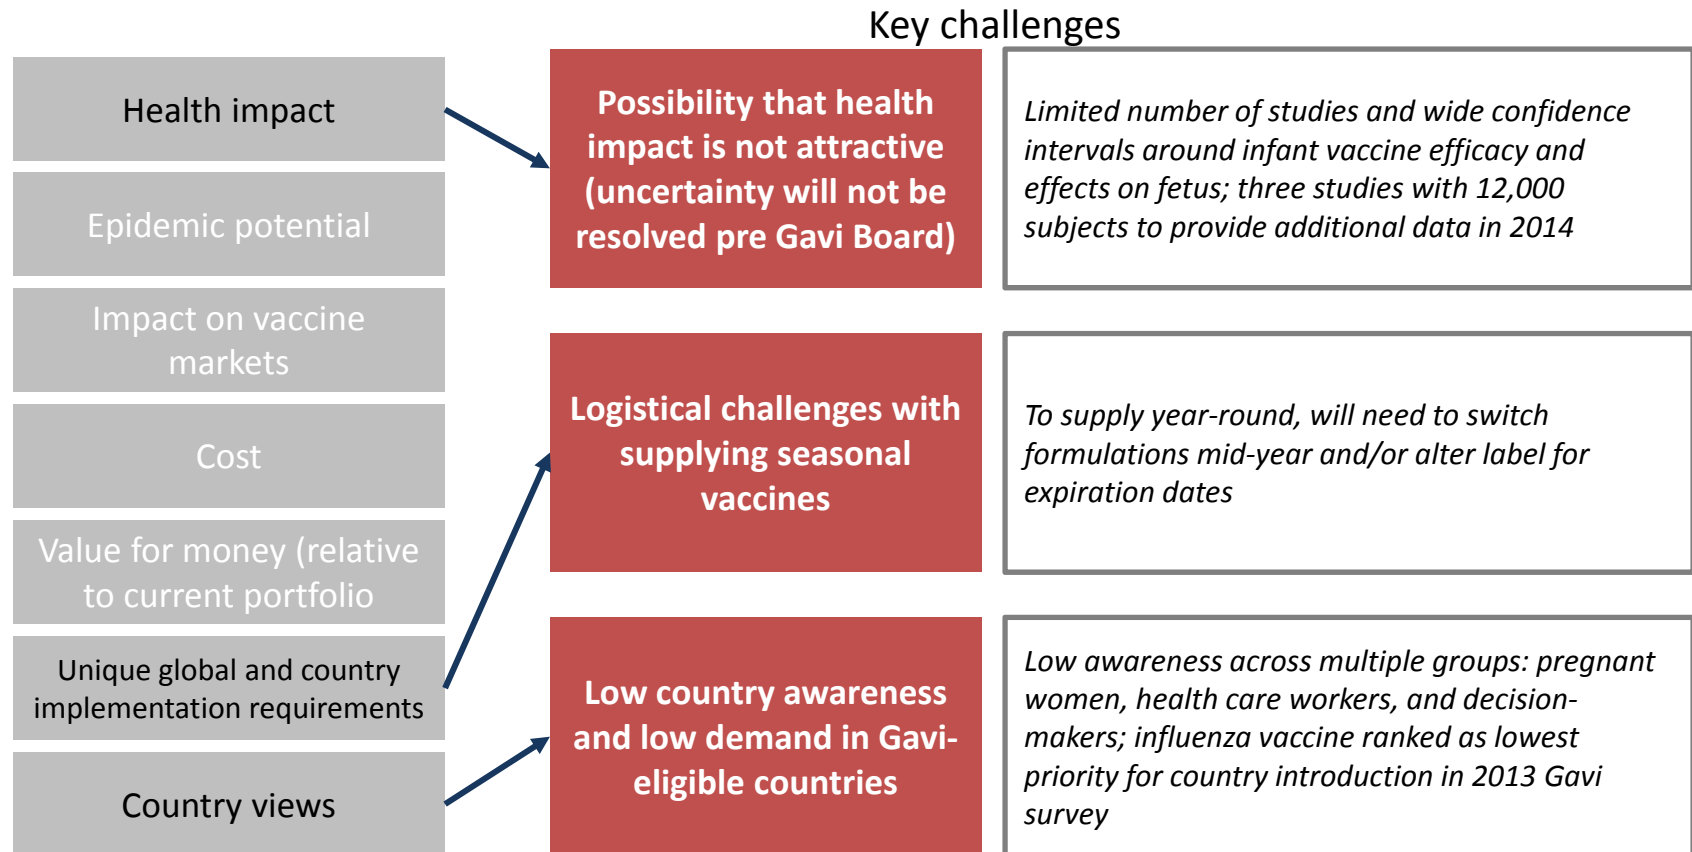 Key challenges
Health impact
Epidemic potential
Impact on vaccine
markets
Cost
Value for money (relative
to current portfolio
Unique global and country
implementation requirements
Country views
Possibility that health
impact is not attractive
(uncertainty will not be
resolved pre Gavi Board)
Limited number of studies and wide confidence
intervals around infant vaccine efficacy and
effects on fetus; three studies with 12,000
subjects to provide additional data in 2014
Logistical challenges with
supplying seasonal
vaccines
To supply year-round, will need to switch
formulations mid-year and/or alter label for
expiration dates
Low country awareness
and low demand in Gavi-
eligible countries
Low awareness across multiple groups: pregnant
women, health care workers, and decision-
makers; influenza vaccine ranked as lowest
priority for country introduction in 2013 Gavi
survey